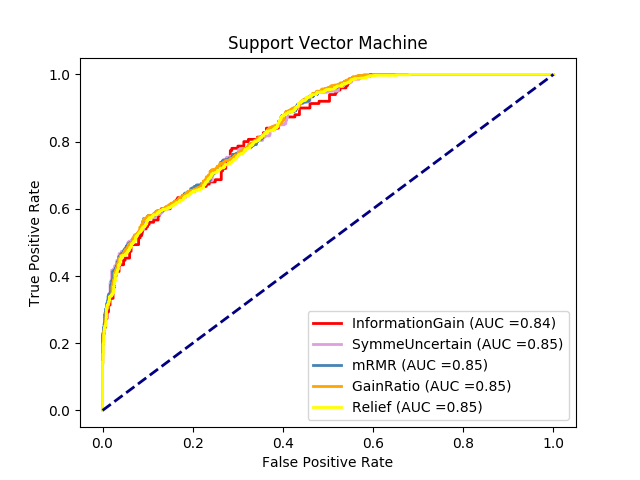 Support Vector Machine
True Positive Rate
1.0
0.8
0.6
0.4
0.2
0.0
InformationGain (AUC =0.84)
SymmeUncertain (AUC =0.85)
mRMR (AUC =0.85)
GainRatio (AUC =0.85)
Relief (AUC =0.85)
0.0 0.2 0.4 0.6 0.8 1.0
False Positive Rate